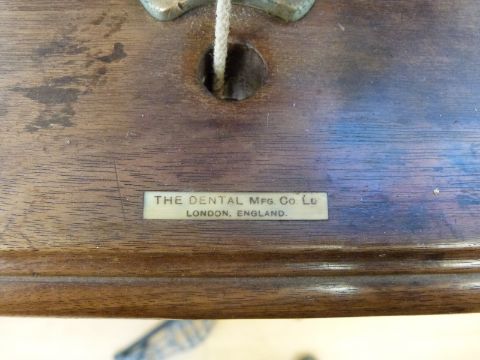 THE DENTAL MFG. CO. LD
LONDON, ENGLAND.